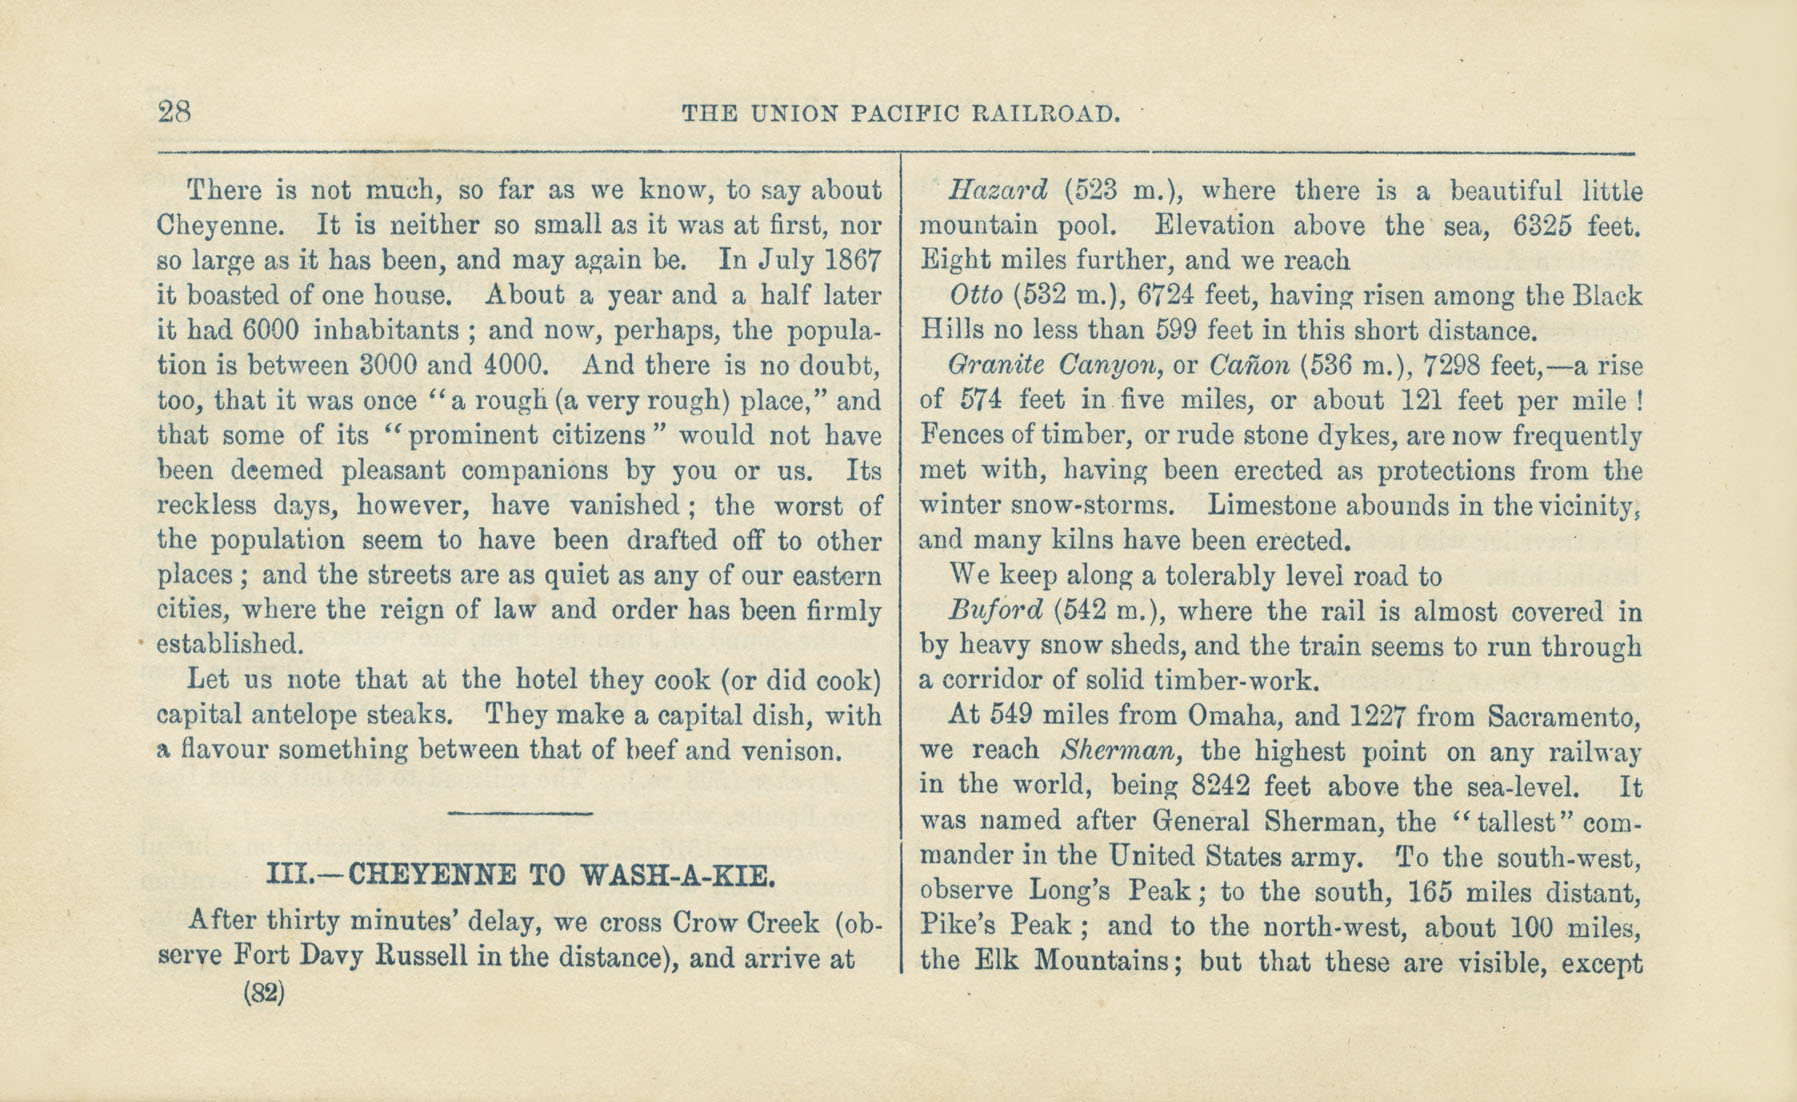 28
THE UNION PACIFIC RAILROAD.
There is not much, so far as we know, to say about
Cheyenne. It is neither so small as it was at first, nor
so large as it has been, and may again be. In July 1867
it boasted of one house. About a year and a half later
it had 6000 inhabitants ; and now, perhaps, the popula-
tion is between 3000 and 4000. And there is no doubt,
too, that it was once “a rough (a very rough) place,” and
that some of its “prominent citizens” would not have
been deemed pleasant companions by you or us. Its
reckless days, however, have vanished ; the worst of
the population seem to have been drafted off to other
places ; and the streets are as quiet as any of our eastern
cities, where the reign of law and order has been firmly
established.
Let us note that at the hotel they cook (or did cook)
capital antelope steaks. They make a capital dish, with
a flavour something between that of beef and venison.
III.—CHEYENNE TO WASH-A-KIE.
After thirty minutes’ delay, we cross Crow Creek (ob-
serve Fort Davy Russell in the distance), and arrive at
(82)
Hazard (523 m.), where there is a beautiful little
mountain pool. Elevation above the sea, 6325 feet.
Eight miles further, and we reach
Otto (532 m.), 6724 feet, having risen among the Black
Hills no less than 599 feet in this short distance.
Granite Canyon, or Cañon (536 m.), 7298 feet,—a rise
of 574 feet in five miles, or about 121 feet per mile !
Fences of timber, or rude stone dykes, are now frequently
met with, having been erected as protections from the
winter snow-storms. Limestone abounds in the vicinity,
and many kilns have been erected.
We keep along a tolerably level road to
Buford (542 m.), where the rail is almost covered in
by heavy snow sheds, and the train seems to run through
a corridor of solid timber-work.
At 549 miles from Omaha, and 1227 from Sacramento,
we reach Sherman, the highest point on any railway
in the world, being 8242 feet above the sea-level. It
was named after General Sherman, the “tallest” com-
mander in the United States army. To the south-west,
observe Long’s Peak ; to the south, 165 miles distant,
Pike’s Peak ; and to the north-west, about 100 miles,
the Elk Mountains ; but that these are visible, except